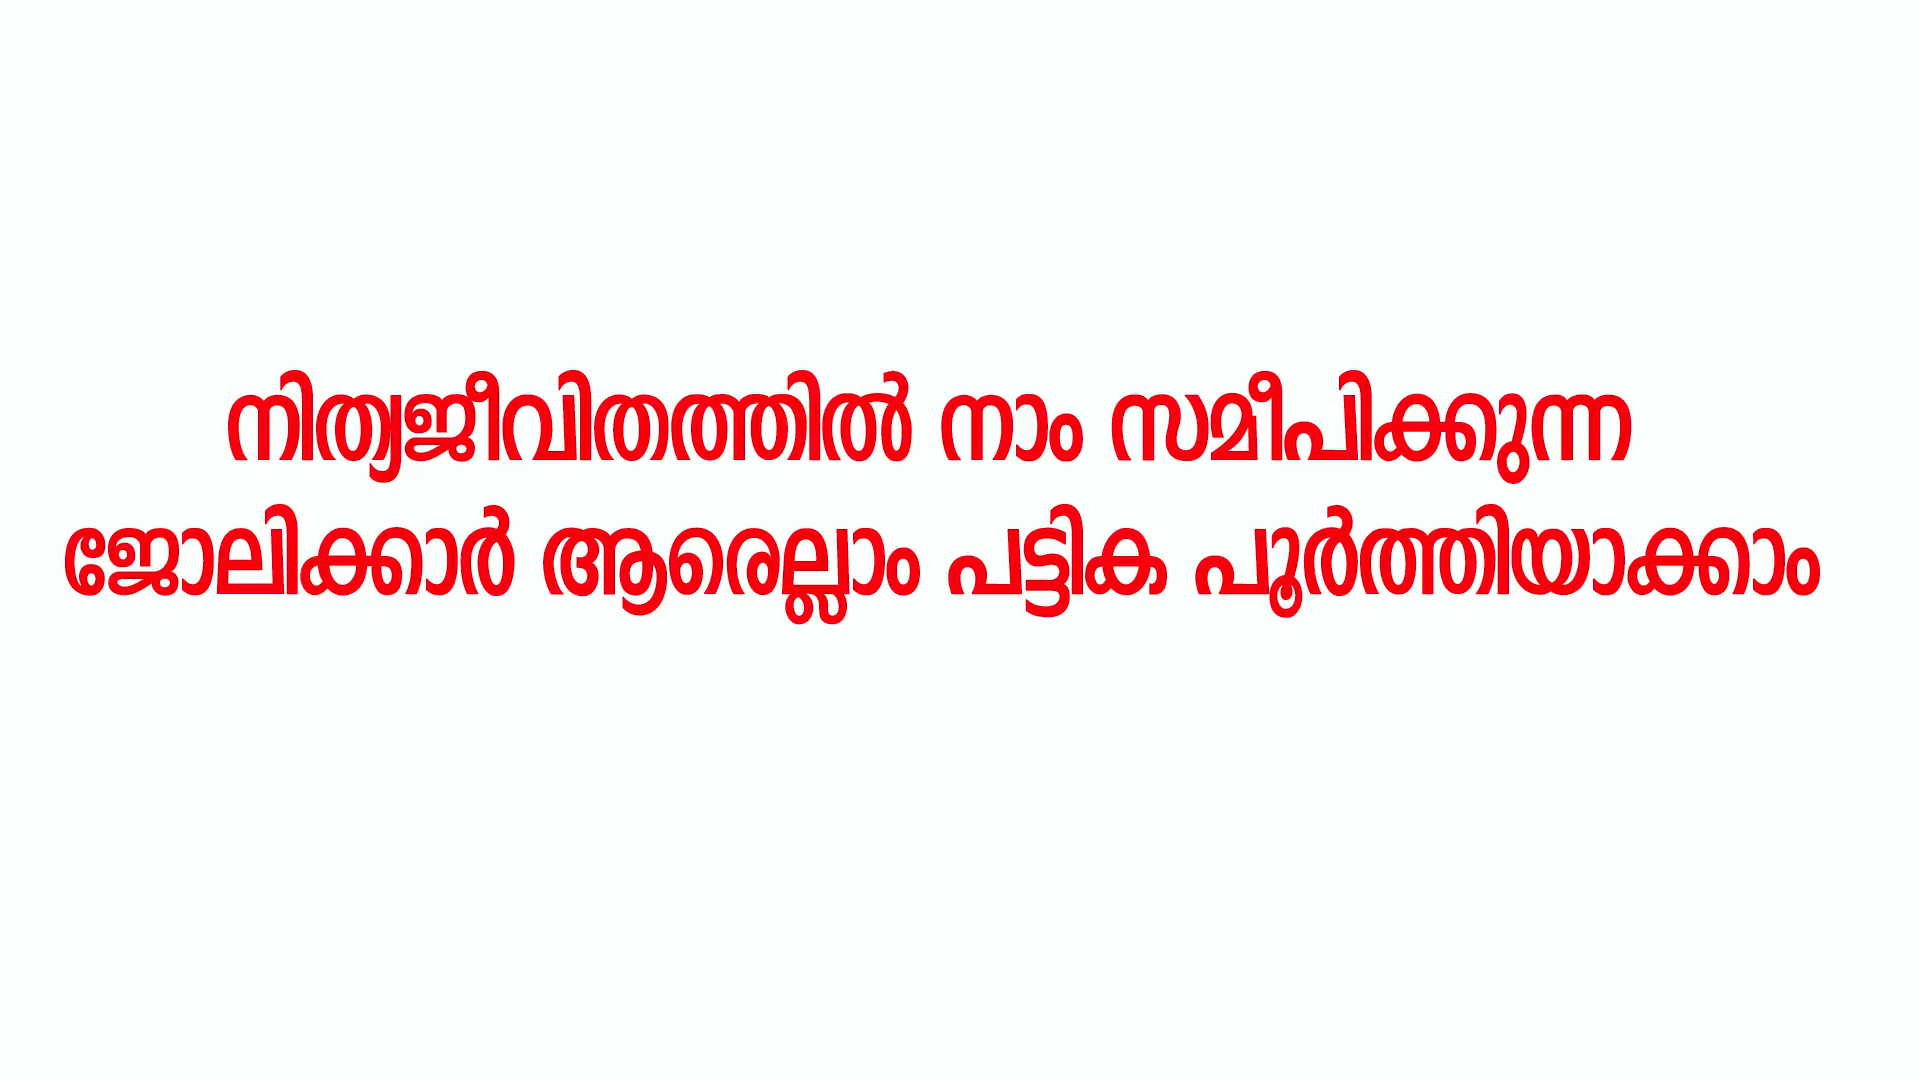 നിത്യജീവിതത്തിൽ നാം സമീപിക്കുന്ന
ജോലിക്കാർ ആരെല്ലാം പട്ടിക പൂർത്തിയാക്കാം